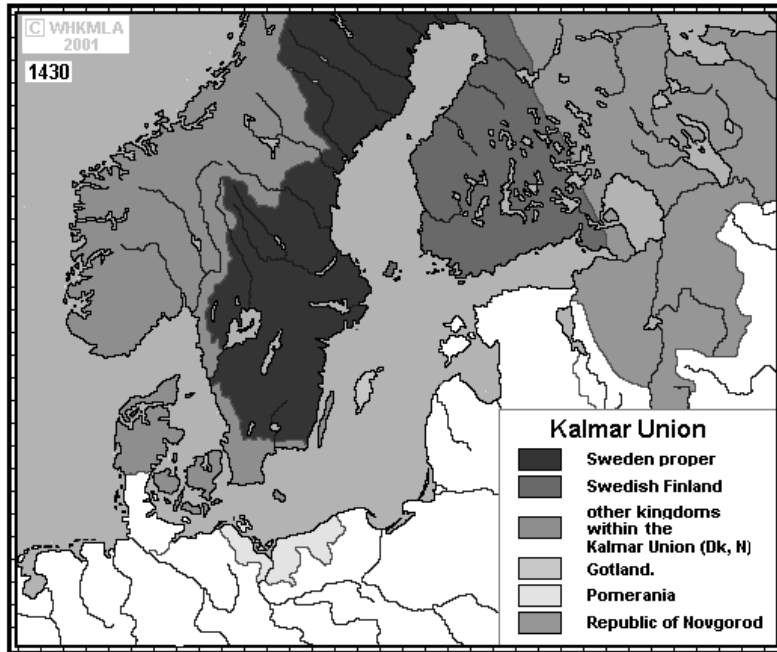 © WHKMLA
2001
1430
Kalmar Union
Sweden proper
Swedish Finland
other kingdoms
within the
Kalmar Union (Dk, N)
Gotland.
Pomerania
Republic of Novgorod